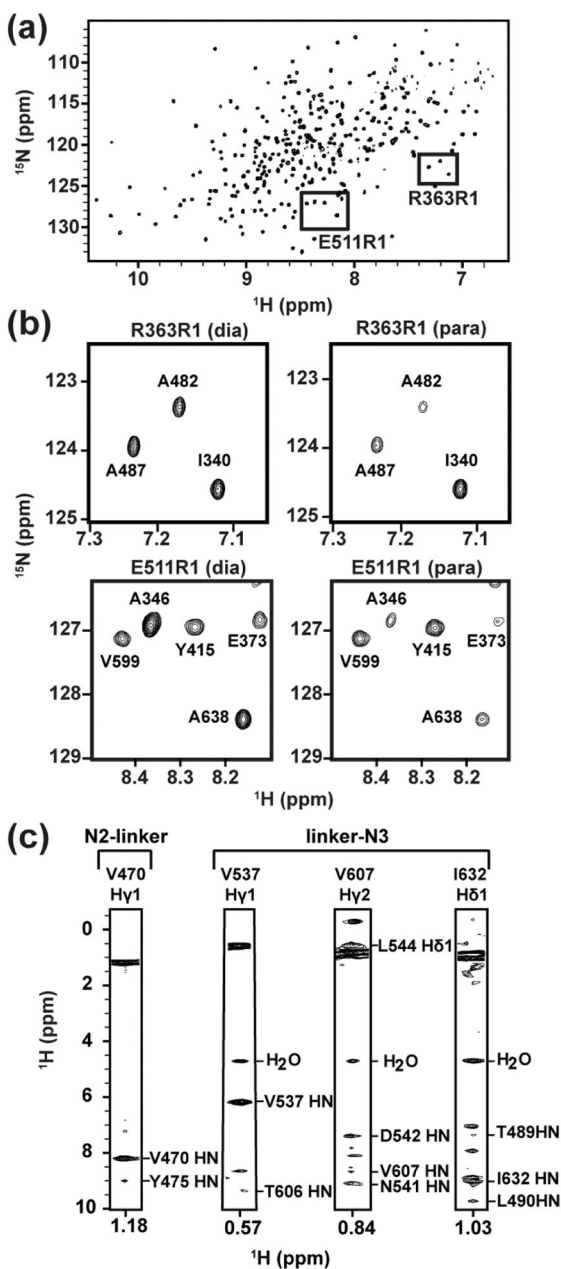 (a)
110
115
120
125
130
¹⁵N (ppm)
R363R1
E511R1
10
9
8
7
¹H (ppm)
(b)
R363R1 (dia)
R363R1 (para)
123
124
125
A482
A487
I340
7.3
7.2
7.1
123
124
125
A482
A487
I340
7.3
7.2
7.1
¹⁵N (ppm)
E511R1 (dia)
E511R1 (para)
127
128
129
A346
V599
Y415
E373
A638
8.4
8.3
8.2
127
128
129
A346
V599
Y415
E373
A638
8.4
8.3
8.2
¹H (ppm)
(c)
N2-linker
linker-N3
V470
Hγ1
V537
Hγ1
V607
Hγ2
I632
Hδ1
0
2
4
6
8
10
¹H (ppm)
V470 HN
Y475 HN
H₂O
V537 HN
T606 HN
L544 Hδ1
H₂O
D542 HN
V607 HN
N541 HN
H₂O
T489HN
I632 HN
L490HN
1.18
0.57
0.84
1.03
¹H (ppm)